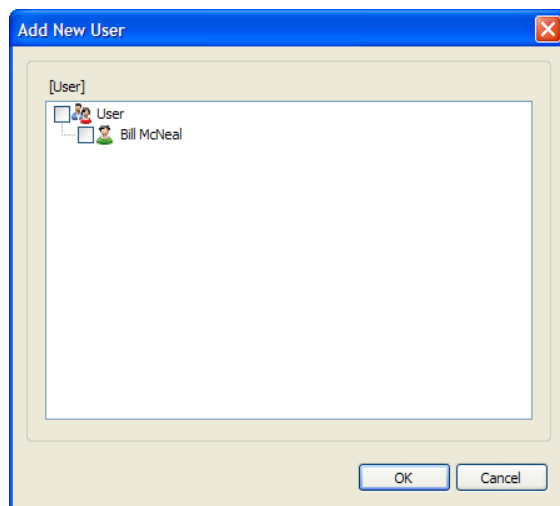 Add New User
[User]
User
Bill McNeal
OK
Cancel